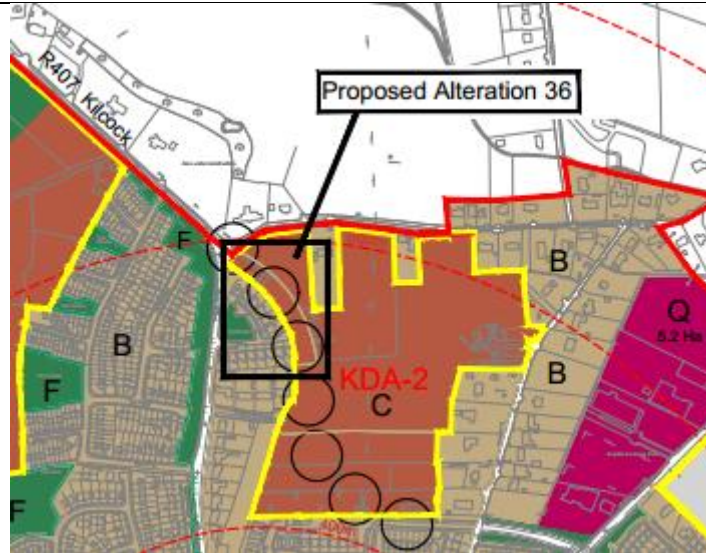 R407 Kilcock
Proposed Alteration 36
F
B
Q
5.2 Ha
B
KDA-2
C
B
F
F